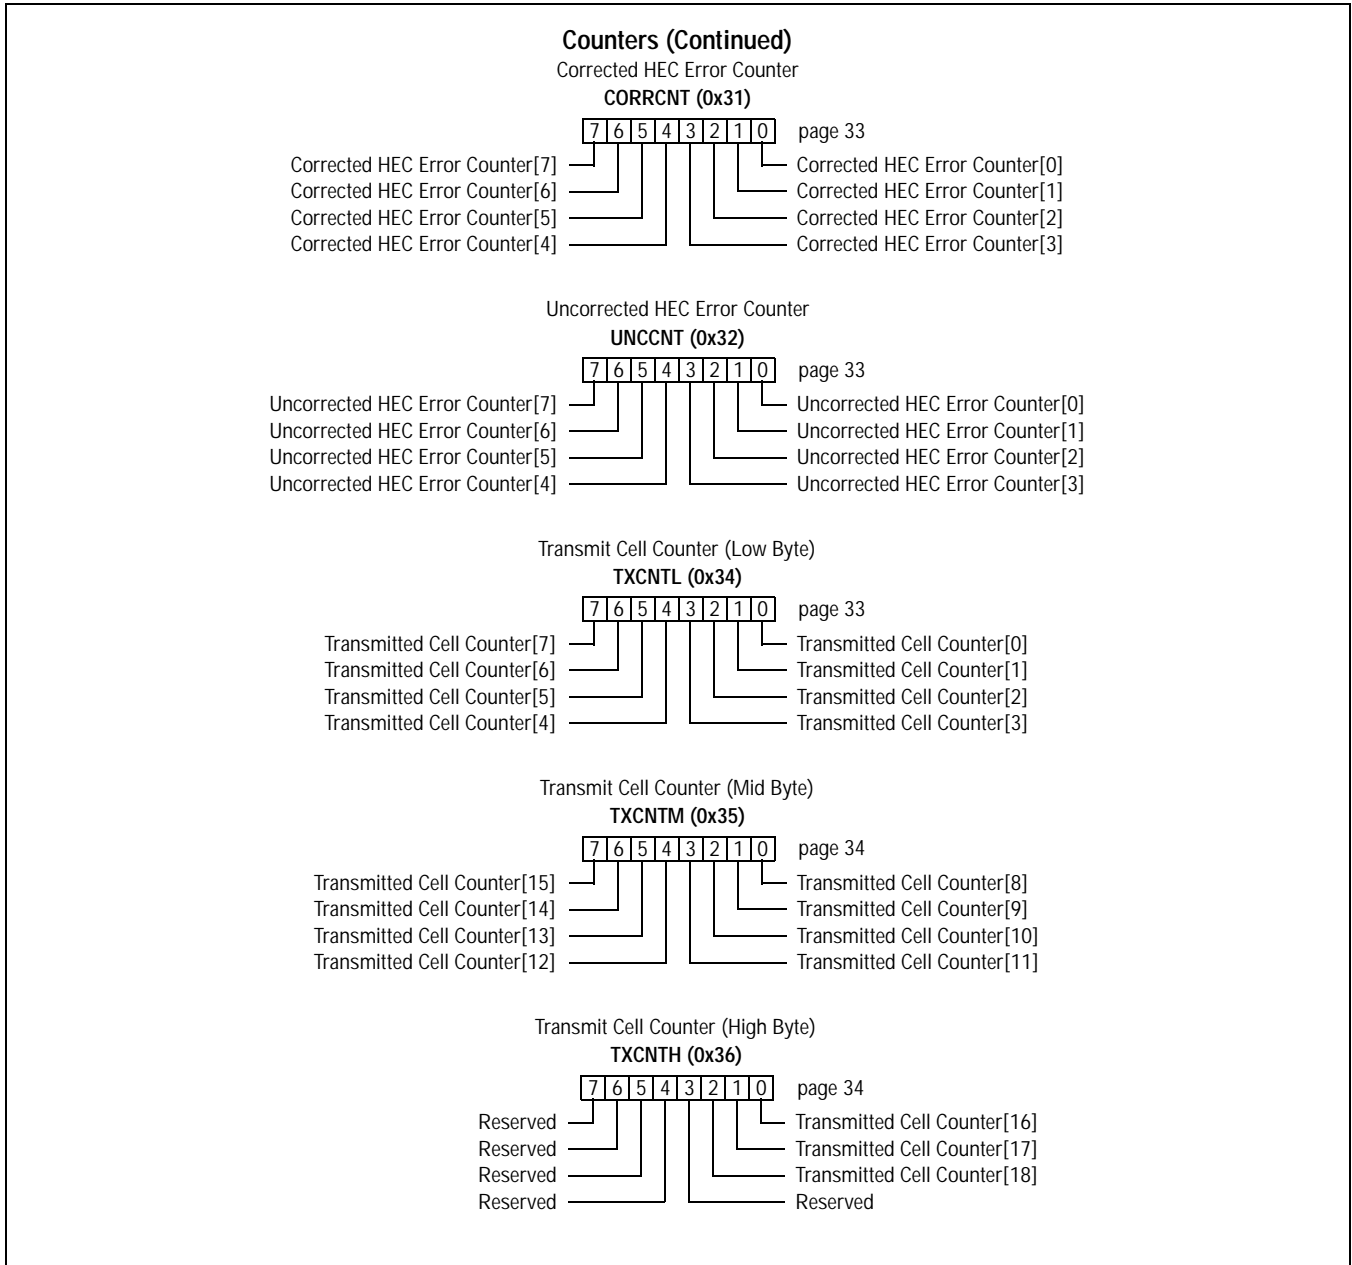 Counters (Continued)
Corrected HEC Error Counter
CORRCNT (0x31)
7 6 5 4 3 2 1 0 page 33
Corrected HEC Error Counter[7] Corrected HEC Error Counter[0]
Corrected HEC Error Counter[6] Corrected HEC Error Counter[1]
Corrected HEC Error Counter[5] Corrected HEC Error Counter[2]
Corrected HEC Error Counter[4] Corrected HEC Error Counter[3]
Uncorrected HEC Error Counter
UNCCNT (0x32)
7 6 5 4 3 2 1 0 page 33
Uncorrected HEC Error Counter[7] Uncorrected HEC Error Counter[0]
Uncorrected HEC Error Counter[6] Uncorrected HEC Error Counter[1]
Uncorrected HEC Error Counter[5] Uncorrected HEC Error Counter[2]
Uncorrected HEC Error Counter[4] Uncorrected HEC Error Counter[3]
Transmit Cell Counter (Low Byte)
TXCNTL (0x34)
7 6 5 4 3 2 1 0 page 33
Transmitted Cell Counter[7] Transmitted Cell Counter[0]
Transmitted Cell Counter[6] Transmitted Cell Counter[1]
Transmitted Cell Counter[5] Transmitted Cell Counter[2]
Transmitted Cell Counter[4] Transmitted Cell Counter[3]
Transmit Cell Counter (Mid Byte)
TXCNTM (0x35)
7 6 5 4 3 2 1 0 page 34
Transmitted Cell Counter[15] Transmitted Cell Counter[8]
Transmitted Cell Counter[14] Transmitted Cell Counter[9]
Transmitted Cell Counter[13] Transmitted Cell Counter[10]
Transmitted Cell Counter[12] Transmitted Cell Counter[11]
Transmit Cell Counter (High Byte)
TXCNTH (0x36)
7 6 5 4 3 2 1 0 page 34
Reserved Transmitted Cell Counter[16]
Reserved Transmitted Cell Counter[17]
Reserved Transmitted Cell Counter[18]
Reserved Reserved